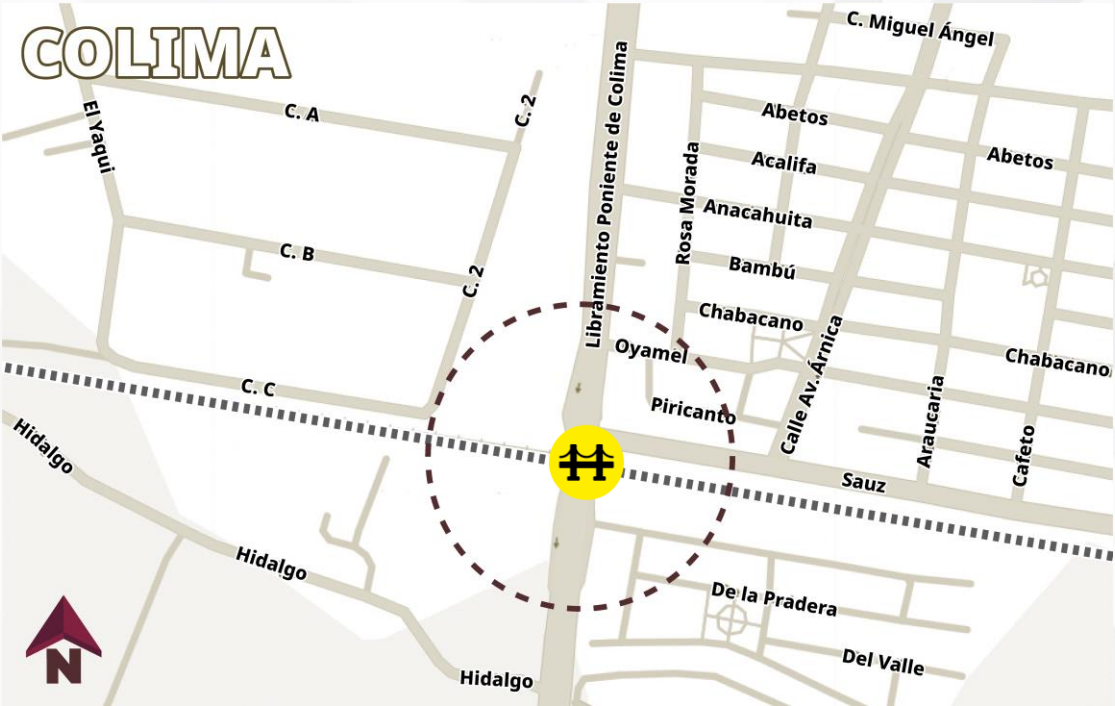 COLIMA
C. Miguel Ángel
El Yaqui
C. A
C. 2
Libramiento Poniente de Colima
Abetos
Abetos
Rosa Morada
Acalifa
Anacahuita
C. B
C. 2
Bambú
Chabacano
Oyamel
Chabacano
Calle Av. Árnica
C. C
Araucaria
Piricanto
Cafeto
Hidalgo
Sauz
Hidalgo
De la Pradera
N
Hidalgo
Del Valle